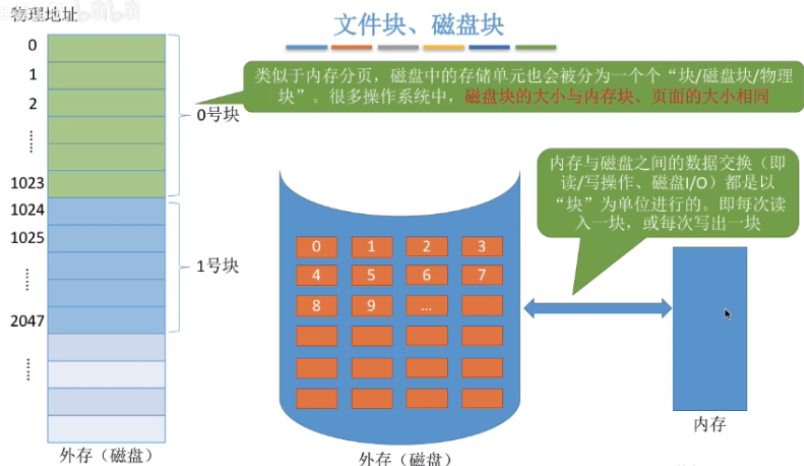 物理地址
文件块、磁盘块
0
1
2
……
1023
1024
1025
……
2047
……
0号块
1号块
外存（磁盘）
类似于内存分页，磁盘中的存储单元也会被分为一个个“块/磁盘块/物理
块”。很多操作系统中，磁盘块的大小与内存块、页面的大小相同
内存与磁盘之间的数据交换（即
读/写操作、磁盘I/O）都是以
“块”为单位进行的。即每次读
入一块，或每次写出一块
0 1 2 3
4 5 6 7
8 9 …
外存（磁盘）
内存